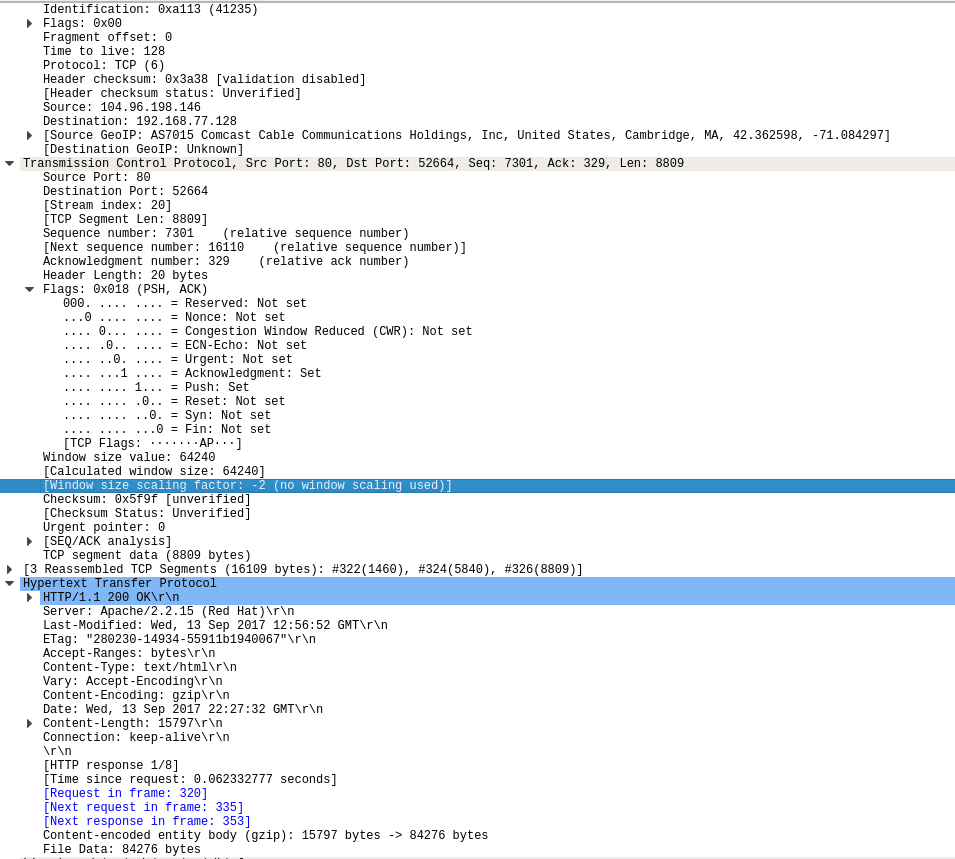 Identification: 0xa113 (41235)
Flags: 0x00
Fragment offset: 0
Time to live: 128
Protocol: TCP (6)
Header checksum: 0x3a38 [validation disabled]
[Header checksum status: Unverified]
Source: 104.96.198.146
Destination: 192.168.77.128
[Source GeoIP: AS7015 Comcast Cable Communications Holdings, Inc, United States, Cambridge, MA, 42.362598, -71.084297]
[Destination GeoIP: Unknown]
Transmission Control Protocol, Src Port: 80, Dst Port: 52664, Seq: 7301, Ack: 329, Len: 8809
Source Port: 80
Destination Port: 52664
[Stream index: 20]
[TCP Segment Len: 8809]
Sequence number: 7301    (relative sequence number)
[Next sequence number: 16110    (relative sequence number)]
Acknowledgment number: 329    (relative ack number)
Header Length: 20 bytes
Flags: 0x018 (PSH, ACK)
000. .... .... = Reserved: Not set
...0 .... .... = Nonce: Not set
.... 0... .... = Congestion Window Reduced (CWR): Not set
.... .0.. .... = ECN-Echo: Not set
.... ..0. .... = Urgent: Not set
.... ...1 .... = Acknowledgment: Set
.... .... 1... = Push: Set
.... .... .0.. = Reset: Not set
.... .... ..0. = Syn: Not set
.... .... ...0 = Fin: Not set
[TCP Flags: ·······AP···]
Window size value: 64240
[Calculated window size: 64240]
[Window size scaling factor: -2 (no window scaling used)]
Checksum: 0x5f9f [unverified]
[Checksum Status: Unverified]
Urgent pointer: 0
[SEQ/ACK analysis]
TCP segment data (8809 bytes)
[3 Reassembled TCP Segments (16109 bytes): #322(1460), #324(5840), #326(8809)]
Hypertext Transfer Protocol
HTTP/1.1 200 OK\r\n
Server: Apache/2.2.15 (Red Hat)\r\n
Last-Modified: Wed, 13 Sep 2017 12:56:52 GMT\r\n
ETag: "280230-14934-55911b1940067"\r\n
Accept-Ranges: bytes\r\n
Content-Type: text/html\r\n
Vary: Accept-Encoding\r\n
Content-Encoding: gzip\r\n
Date: Wed, 13 Sep 2017 22:27:32 GMT\r\n
Content-Length: 15797\r\n
Connection: keep-alive\r\n
\r\n
[HTTP response 1/8]
[Time since request: 0.062332777 seconds]
[Request in frame: 320]
[Next request in frame: 335]
[Next response in frame: 353]
Content-encoded entity body (gzip): 15797 bytes -> 84276 bytes
File Data: 84276 bytes